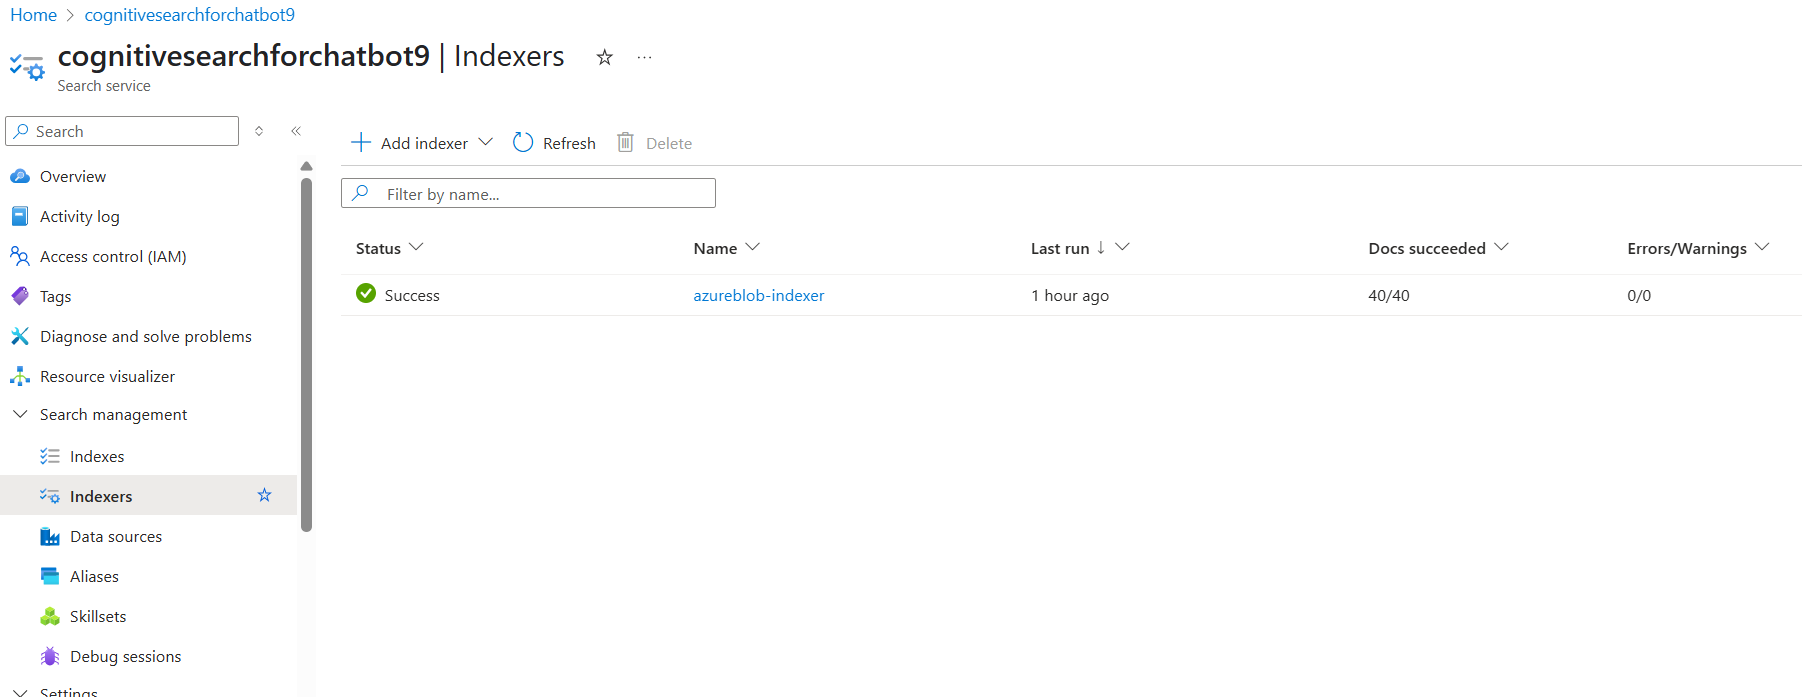 Home > cognitivesearchforchatbot9
cognitivesearchforchatbot9 | Indexers
Search service
Search
Add indexer
Refresh
Delete
Overview
Activity log
Access control (IAM)
Tags
Diagnose and solve problems
Resource visualizer
Search management
Indexes
Indexers
Data sources
Aliases
Skillsets
Debug sessions
Settings
Filter by name...
Status Name Last run ↓ Docs succeeded Errors/Warnings
Success azureblob-indexer 1 hour ago 40/40 0/0